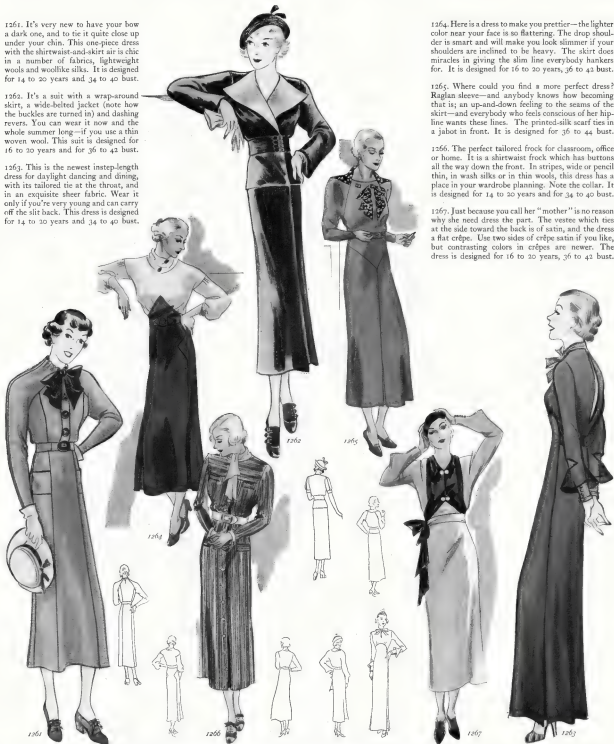 1261. It's very new to have your bow
a dark one, and to tie it quite close up
under your chin. This one-piece dress
with the shirtwaist-and-skirt air is chic
in a number of fabrics, lightweight
wools and woollike silks. It is designed
for 14 to 20 years and 34 to 40 bust.
1262. It's a suit with a wrap-around
skirt, a wide-belted jacket (note how
the buckles are turned in) and dashing
revers. You can wear it now and the
whole summer long—if you use a thin
woven wool. This suit is designed for
16 to 20 years and for 36 to 42 bust.
1263. This is the newest instep-length
dress for daylight dancing and dining,
with its tailored tie at the throat, and
in an exquisite sheer fabric. Wear it
only if you're very young and can carry
off the slit back. This dress is designed
for 14 to 20 years and 34 to 40 bust.
1264. Here is a dress to make you prettier—the lighter
color near your face is so flattering. The drop shoul-
der is smart and will make you look slimmer if your
shoulders are inclined to be heavy. The skirt does
miracles in giving the slim line everybody hankers
for. It is designed for 16 to 20 years, 36 to 42 bust.
1265. Where could you find a more perfect dress?
Raglan sleeve—and anybody knows how becoming
that is; an up-and-down feeling to the seams of the
skirt—and everybody who feels conscious of her hip-
line wants these lines. The printed-silk scarf ties in
a jabot in front. It is designed for 36 to 44 bust.
1266. The perfect tailored frock for classroom, office
or home. It is a shirtwaist frock which has buttons
all the way down the front. In stripes, wide or pencil
thin, in wash silks or in thin wools, this dress has a
place in your wardrobe planning. Note the collar. It
is designed for 14 to 20 years and for 34 to 40 bust.
1267. Just because you call her "mother" is no reason
why she need dress the part. The vestee which ties
at the side toward the back is of satin, and the dress
a flat crêpe. Use two sides of crêpe satin if you like,
but contrasting colors in crêpes are newer. The
dress is designed for 16 to 20 years, 36 to 42 bust.
1262
1265
1264
1261
1266
1267
1263